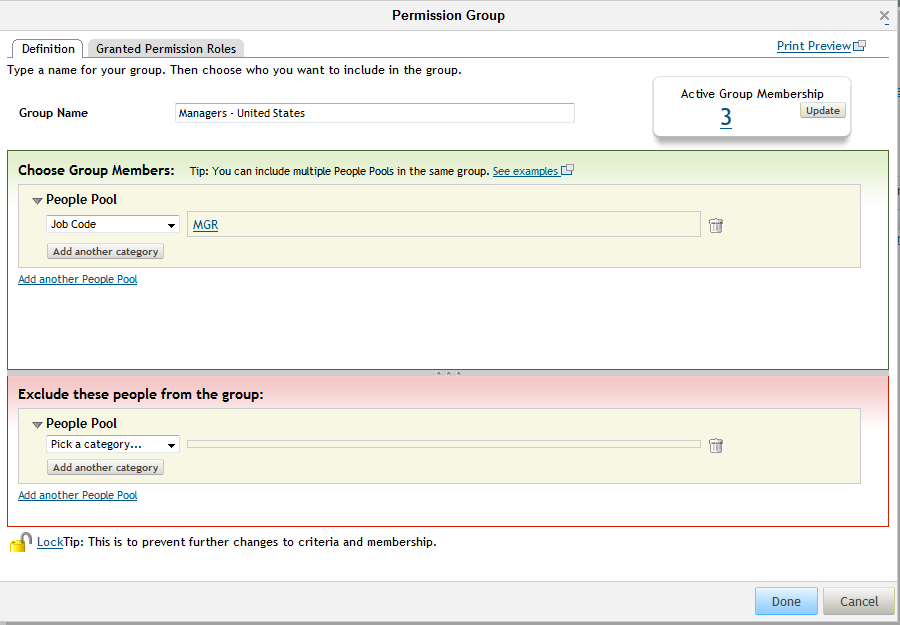 Permission Group
Definition
Granted Permission Roles
Print Preview
Type a name for your group. Then choose who you want to include in the group.
Active Group Membership
Group Name
Managers - United States
3
Update
Choose Group Members:
Tip: You can include multiple People Pools in the same group. See examples
People Pool
Job Code
MGR
Add another category
Add another People Pool
Exclude these people from the group:
People Pool
Pick a category...
Add another category
Add another People Pool
LockTip: This is to prevent further changes to criteria and membership.
Done
Cancel